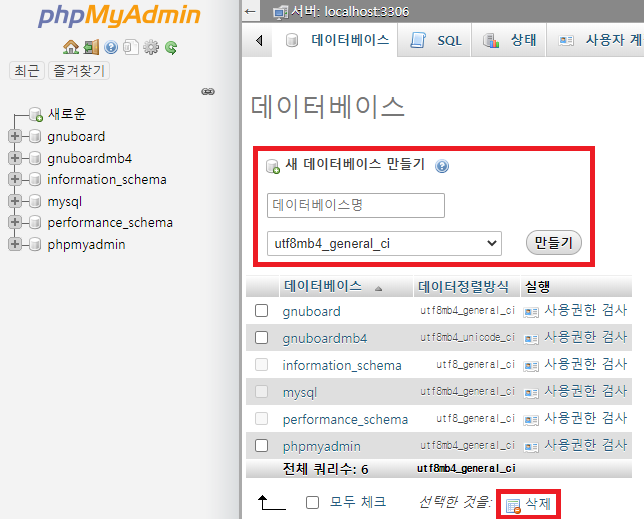 phpMyAdmin
최근 즐겨찾기
새로운
gnuboard
gnuboardmb4
information_schema
mysql
performance_schema
phpmyadmin
서버: localhost:3306
데이터베이스 SQL 상태 사용자 계
데이터베이스
새 데이터베이스 만들기
데이터베이스명
utf8mb4_general_ci 만들기
데이터베이스 데이터정렬방식 실행
gnuboard utf8mb4_general_ci 사용권한 검사
gnuboardmb4 utf8mb4_unicode_ci 사용권한 검사
information_schema utf8_general_ci 사용권한 검사
mysql utf8mb4_general_ci 사용권한 검사
performance_schema utf8_general_ci 사용권한 검사
phpmyadmin utf8mb4_general_ci 사용권한 검사
전체 쿼리수: 6 utf8mb4_general_ci
모두 체크 선택한 것을: 삭제